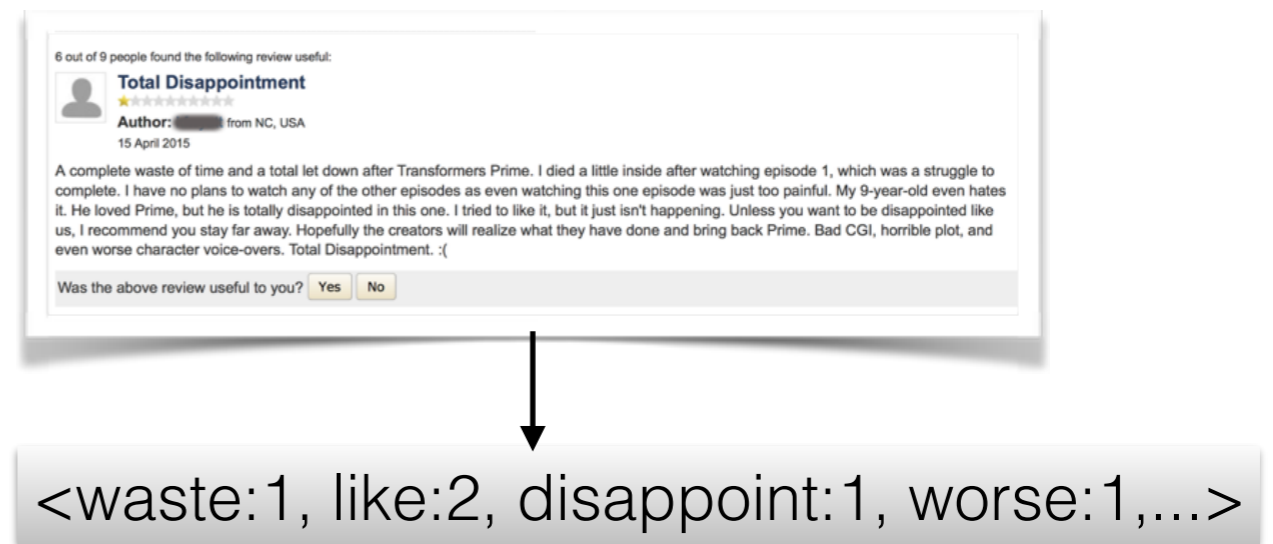 6 out of 9 people found the following review useful:
Total Disappointment
Author: from NC, USA
15 April 2015
A complete waste of time and a total let down after Transformers Prime. I died a little inside after watching episode 1, which was a struggle to
complete. I have no plans to watch any of the other episodes as even watching this one episode was just too painful. My 9-year-old even hates
it. He loved Prime, but he is totally disappointed in this one. I tried to like it, but it just isn't happening. Unless you want to be disappointed like
us, I recommend you stay far away. Hopefully the creators will realize what they have done and bring back Prime. Bad CGI, horrible plot, and
even worse character voice-overs. Total Disappointment. :(
Was the above review useful to you? Yes No
<waste:1, like:2, disappoint:1, worse:1,...>